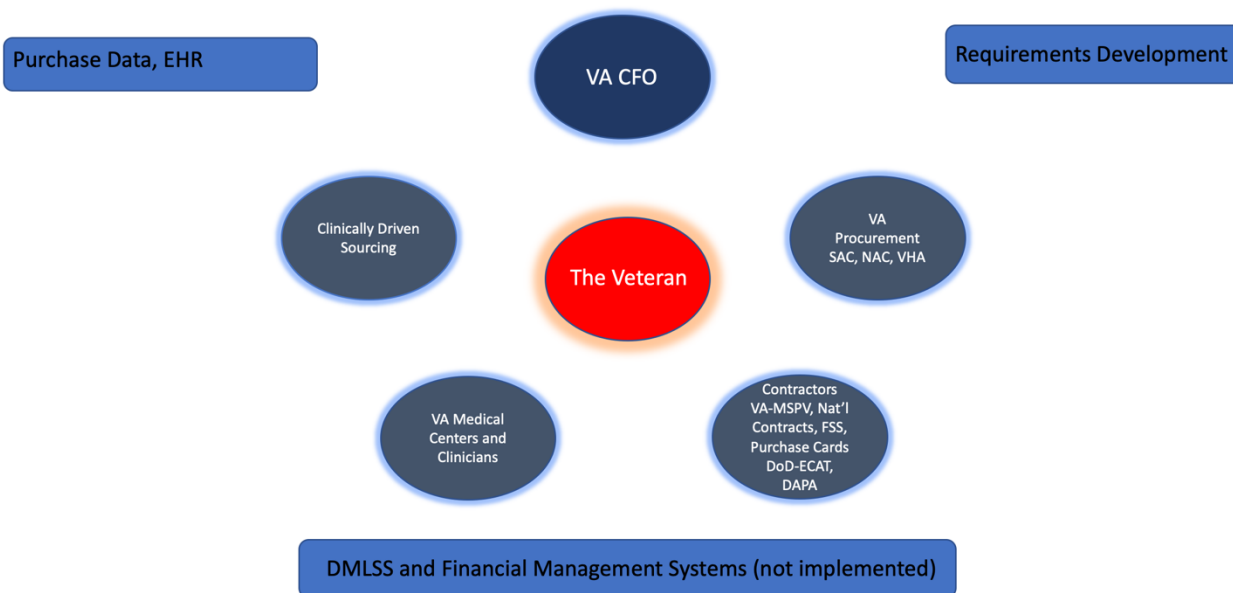 Purchase Data, EHR
VA CFO
Requirements Development
Clinically Driven
Sourcing
The Veteran
VA
Procurement
SAC, NAC, VHA
VA Medical
Centers and
Clinicians
Contractors
VA-MSPV, Nat’l
Contracts, FSS,
Purchase Cards
DoD-ECAT,
DAPA
DMLSS and Financial Management Systems (not implemented)